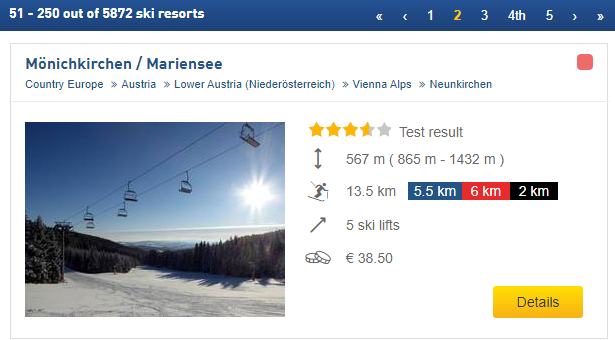 51 - 250 out of 5872 ski resorts
« ‹ 1 2 3 4th 5 › »
Mönichkirchen / Mariensee
Country Europe » Austria » Lower Austria (Niederösterreich) » Vienna Alps » Neunkirchen
Test result
567 m ( 865 m - 1432 m )
13.5 km 5.5 km 6 km 2 km
5 ski lifts
€ 38.50
Details